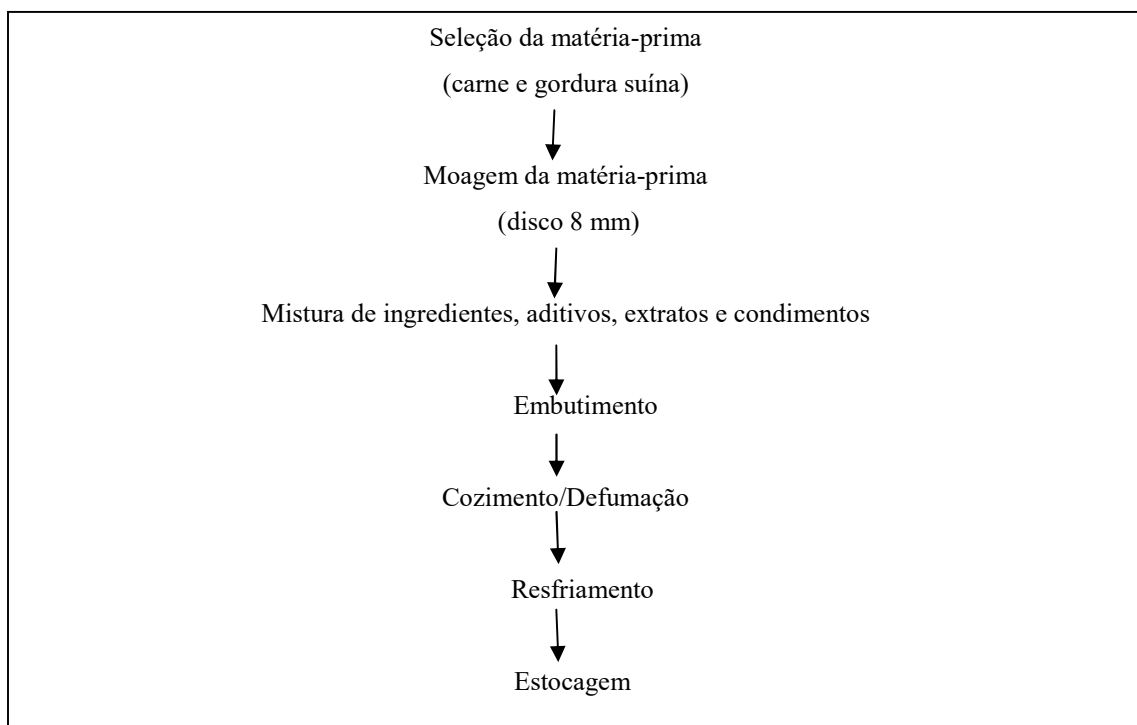 Seleção da matéria-prima
(carne e gordura suína)
Moagem da matéria-prima
(disco 8 mm)
Mistura de ingredientes, aditivos, extratos e condimentos
Embutimento
Cozimento/Defumação
Resfriamento
Estocagem